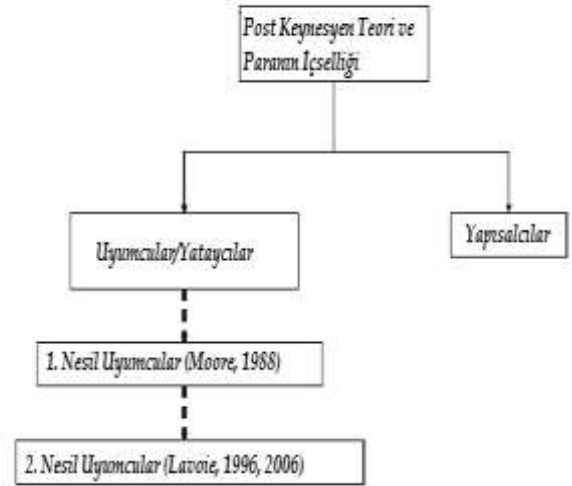 Post Keynesyen Teori ve
Paranın İçselliği
Uyumcular/Yataycılar
Yapısalcılar
1. Nesil Uyumcular (Moore, 1988)
2. Nesil Uyumcular (Lavoie, 1996, 2006)